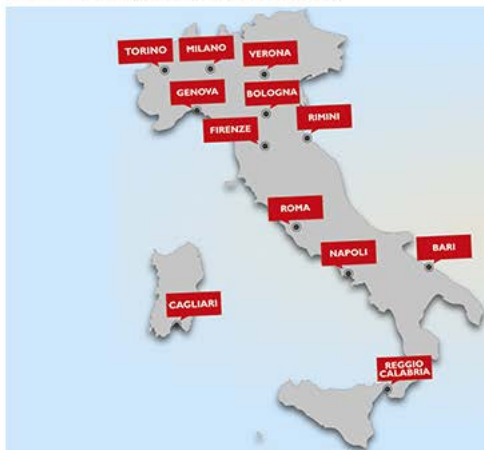 TORINO
MILANO
VERONA
GENOVA
BOLOGNA
FIRENZE
RIMINI
ROMA
NAPOLI
BARI
CAGLIARI
REGGIO
CALABRIA